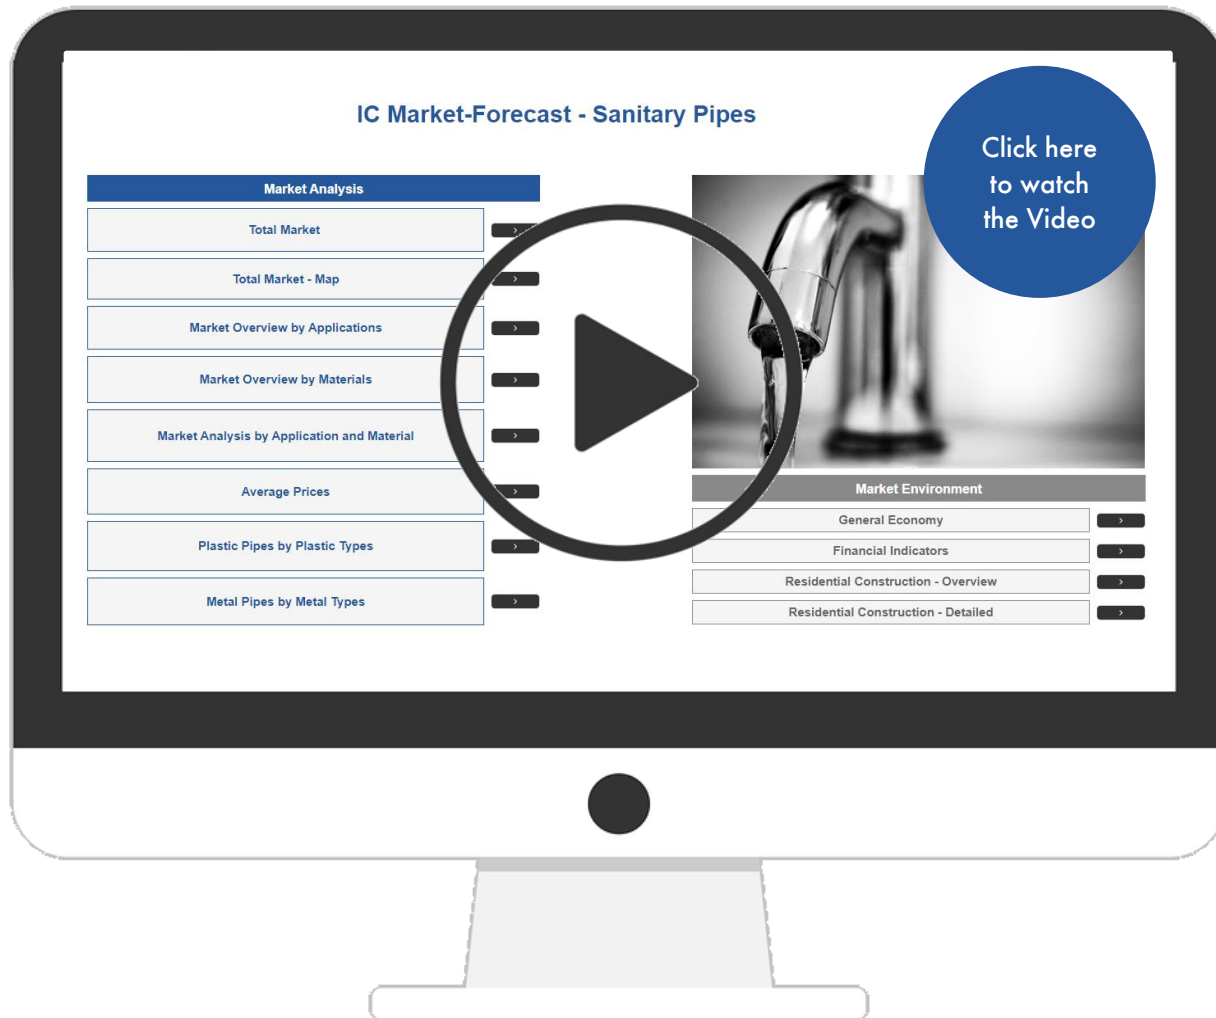 IC Market-Forecast - Sanitary Pipes
Click here
to watch
the Video
Market Analysis
Total Market
Total Market - Map
Market Overview by Applications
Market Overview by Materials
Market Analysis by Application and Material
Average Prices
Plastic Pipes by Plastic Types
Metal Pipes by Metal Types
Market Environment
General Economy
Financial Indicators
Residential Construction - Overview
Residential Construction - Detailed